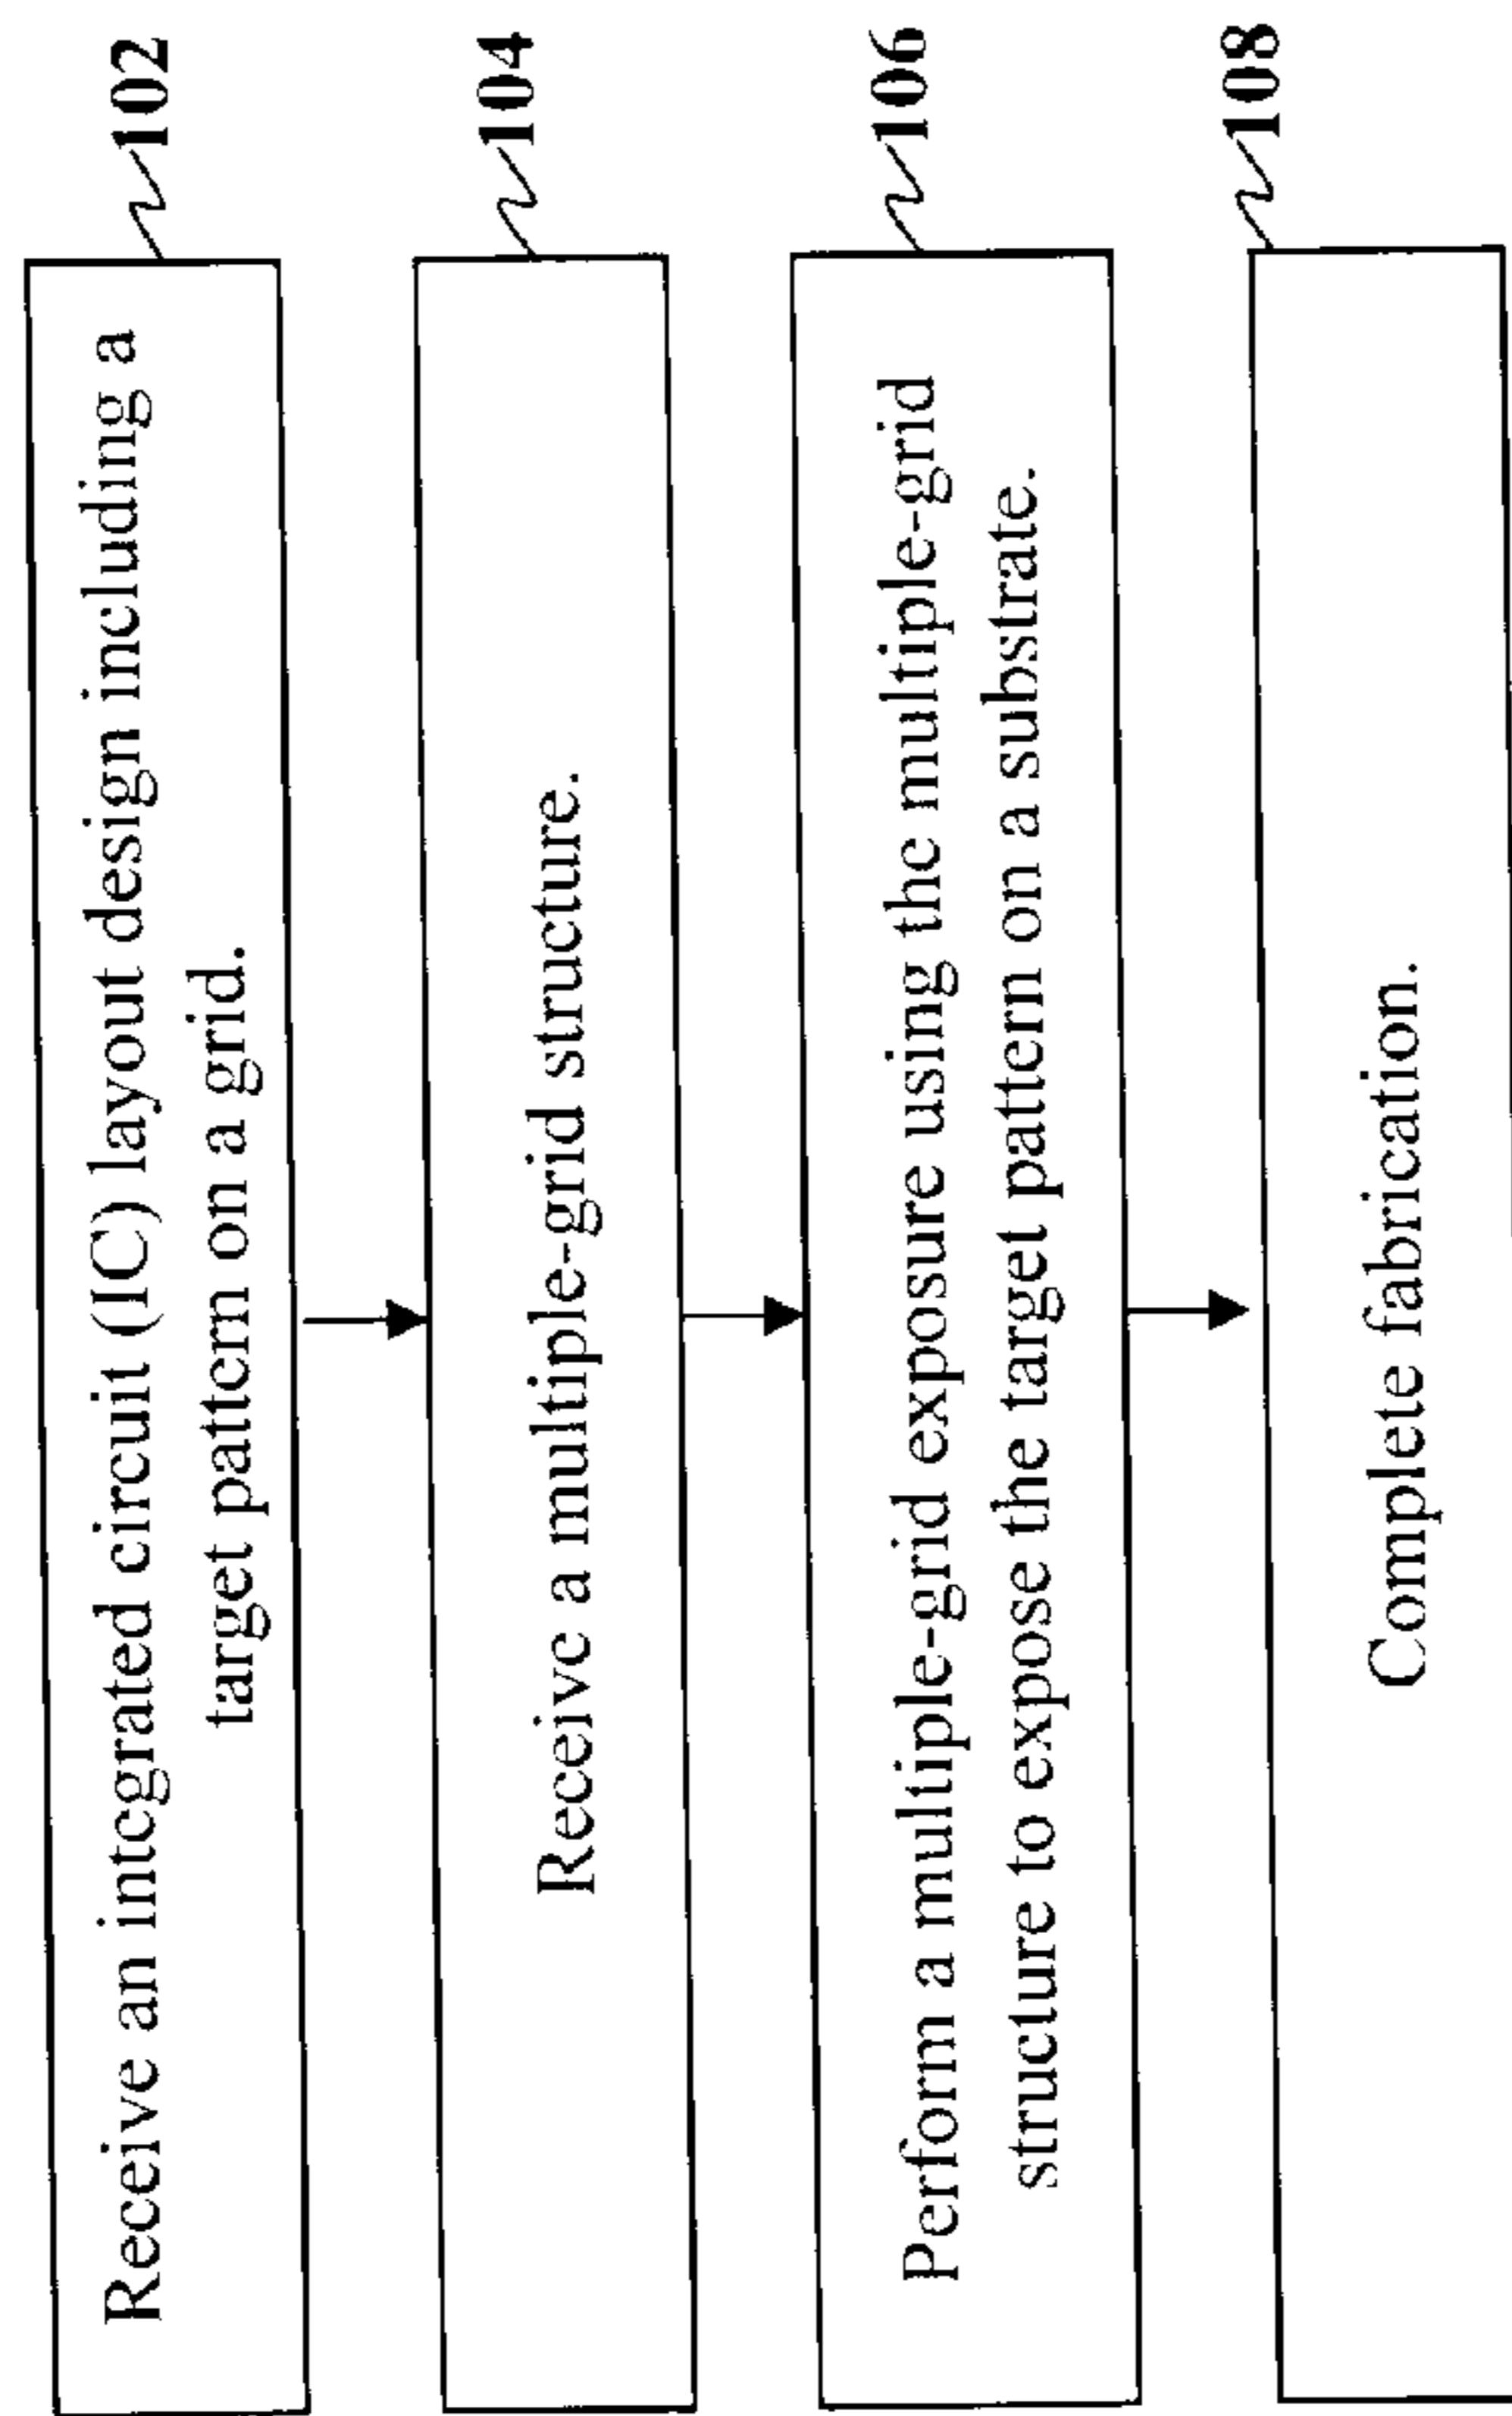 Receive an integrated circuit (IC) layout design including a
target pattern on a grid.
102
Receive a multiple-grid structure.
104
Perform a multiple-grid exposure using the multiple-grid
structure to expose the target pattern on a substrate.
106
Complete fabrication.
108